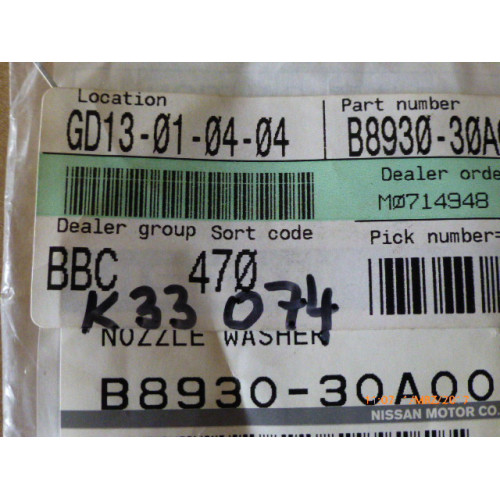 Location Part number
GD13-Ø1-Ø4-Ø4 B893Ø-30A
Dealer orde
MØ714948
Dealer group Sort code Pick number=
BBC 47Ø
K33 074
NOZZLE WASHER
B8930-30A00
NISSAN MOTOR CO.